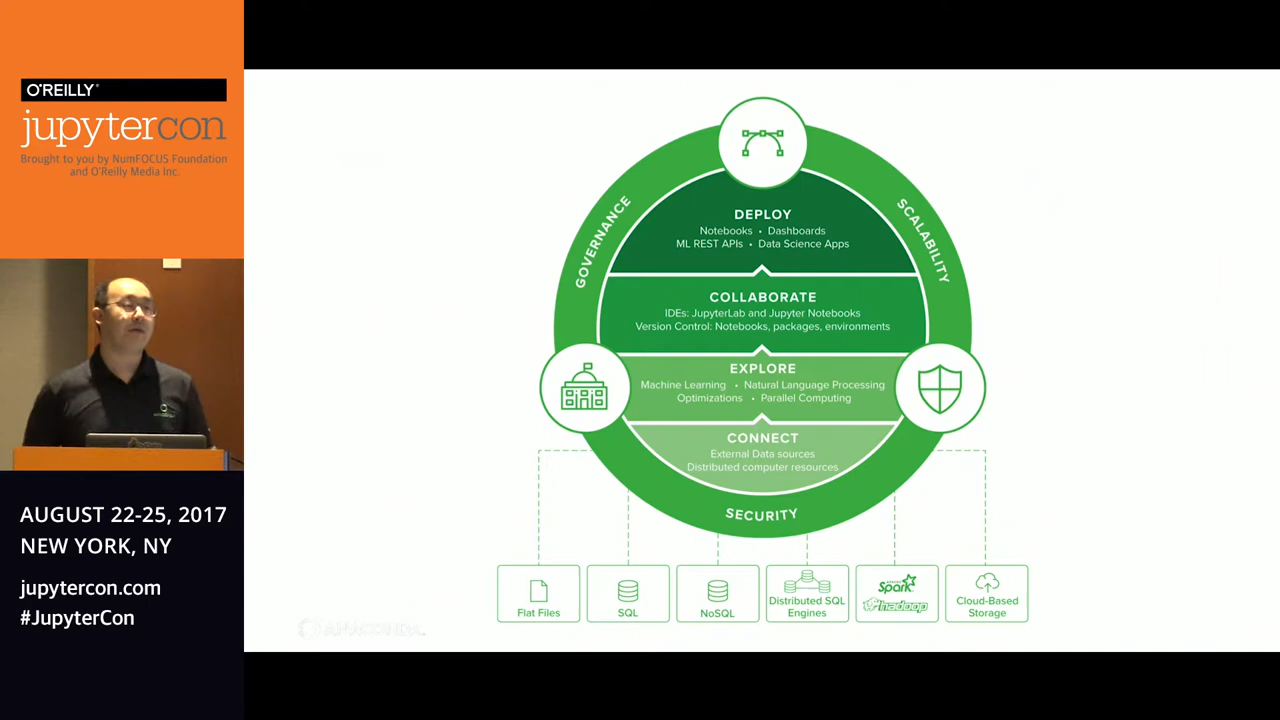 O'REILLY®
jupytercon
Brought to you by NumFOCUS Foundation
and O'Reilly Media Inc.
AUGUST 22-25, 2017
NEW YORK, NY
jupytercon.com
#JupyterCon
GOVERNANCE
SCALABILITY
DEPLOY
Notebooks • Dashboards
ML REST APIs • Data Science Apps
COLLABORATE
IDEs: JupyterLab and Jupyter Notebooks
Version Control: Notebooks, packages, environments
EXPLORE
Machine Learning • Natural Language Processing
Optimizations • Parallel Computing
CONNECT
External Data sources
Distributed computer resources
SECURITY
Flat Files
SQL
NoSQL
Distributed SQL
Engines
Spark
hadoop
Cloud-Based
Storage
ANACONDA